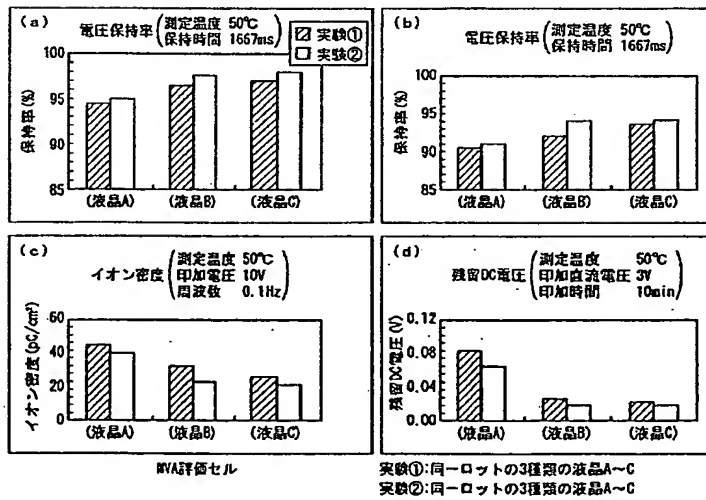 (a)
電圧保持率(測定温度 50℃
保持時間 1667ms)
実験①
実験②
保持率(%)
100
95
90
85
(液晶A) (液晶B) (液晶C)
(b)
電圧保持率(測定温度 50℃
保持時間 1667ms)
保持率(%)
100
95
90
85
(液晶A) (液晶B) (液晶C)
(c)
イオン密度(測定温度 50℃
印加電圧 10V
周波数 0.1Hz)
イオン密度(pC/cm²)
60
40
20
0
(液晶A) (液晶B) (液晶C)
(d)
残留DC電圧(測定温度 50℃
印加直流電圧 3V
印加時間 10min)
残留DC電圧(V)
0.12
0.08
0.04
0.00
(液晶A) (液晶B) (液晶C)
MVA評価セル
実験①:同一ロットの3種類の液晶A~C
実験②:同一ロットの3種類の液晶A~C